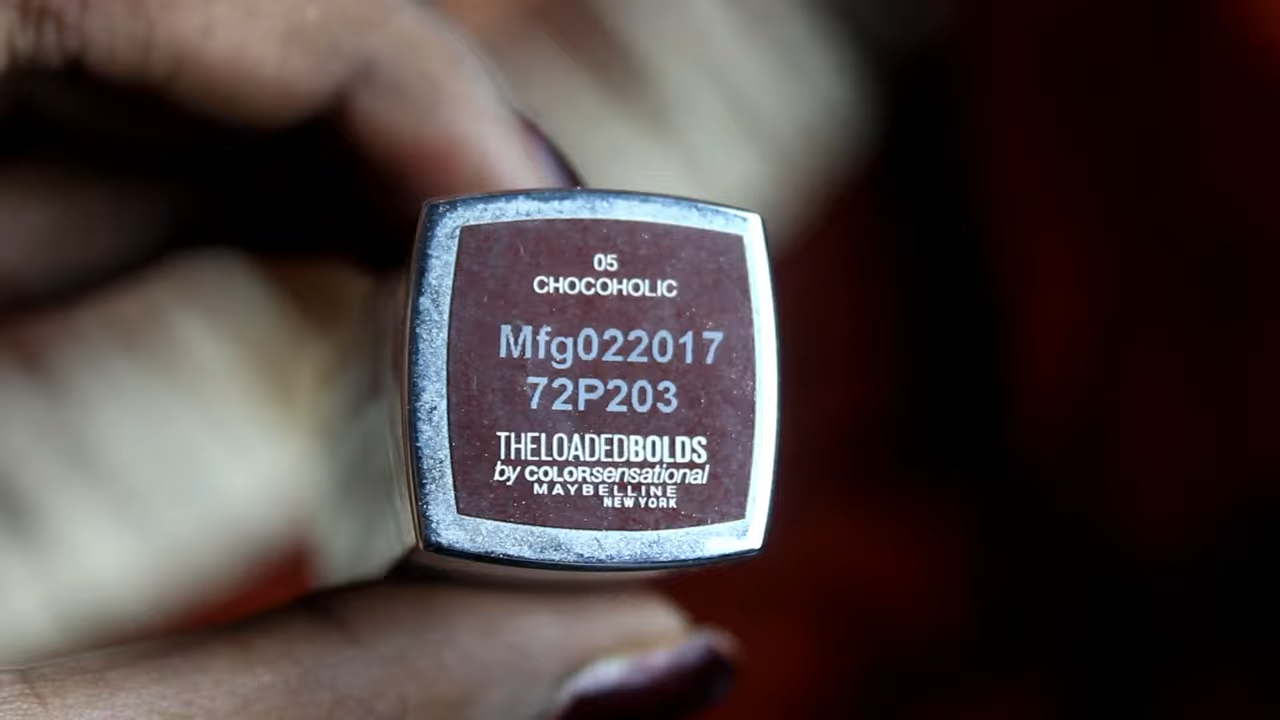 05
CHOCOHOLIC
Mfg022017
72P203
THELOADEDBOLDS
by COLORsensational
MAYBELLINE
NEW YORK